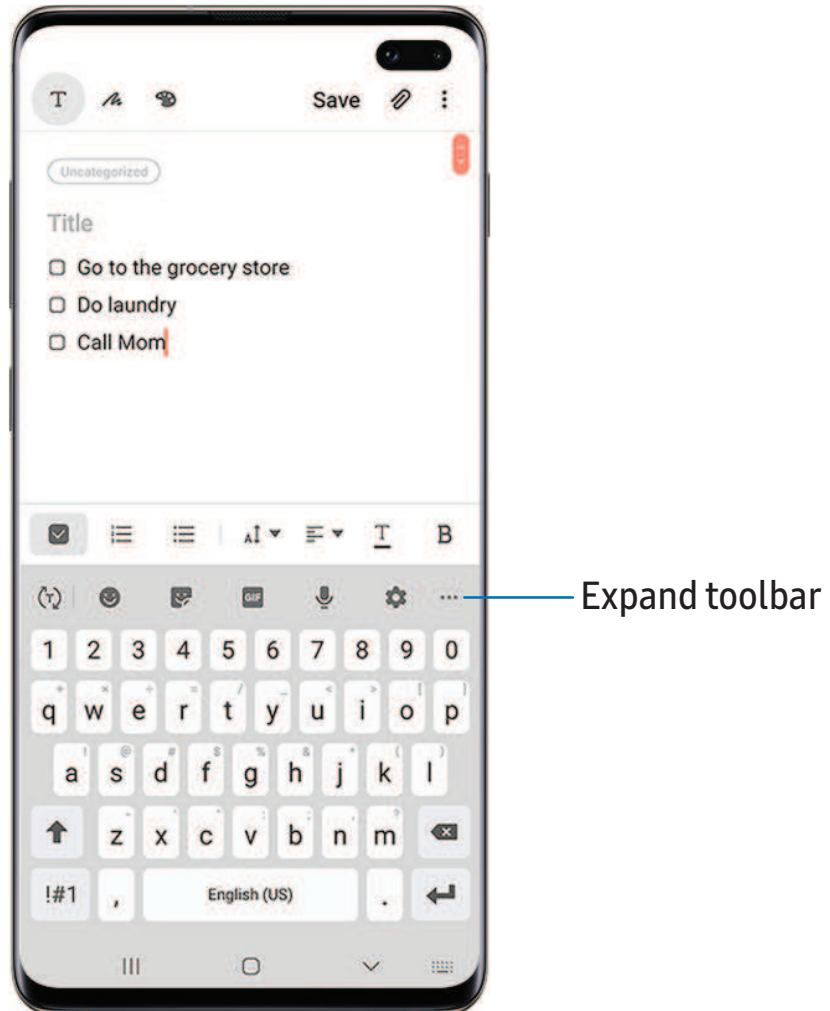 T Save
Uncategorized
Title
Go to the grocery store
Do laundry
Call Mom
A T B
T GIF
Expand toolbar
1 2 3 4 5 6 7 8 9 0
+ × ÷ = / _ < > [ ]
q w e r t y u i o p
! @ # $ % & * ( )
a s d f g h j k l
- ' " : ; , ?
z x c v b n m
!#1 , English (US) .